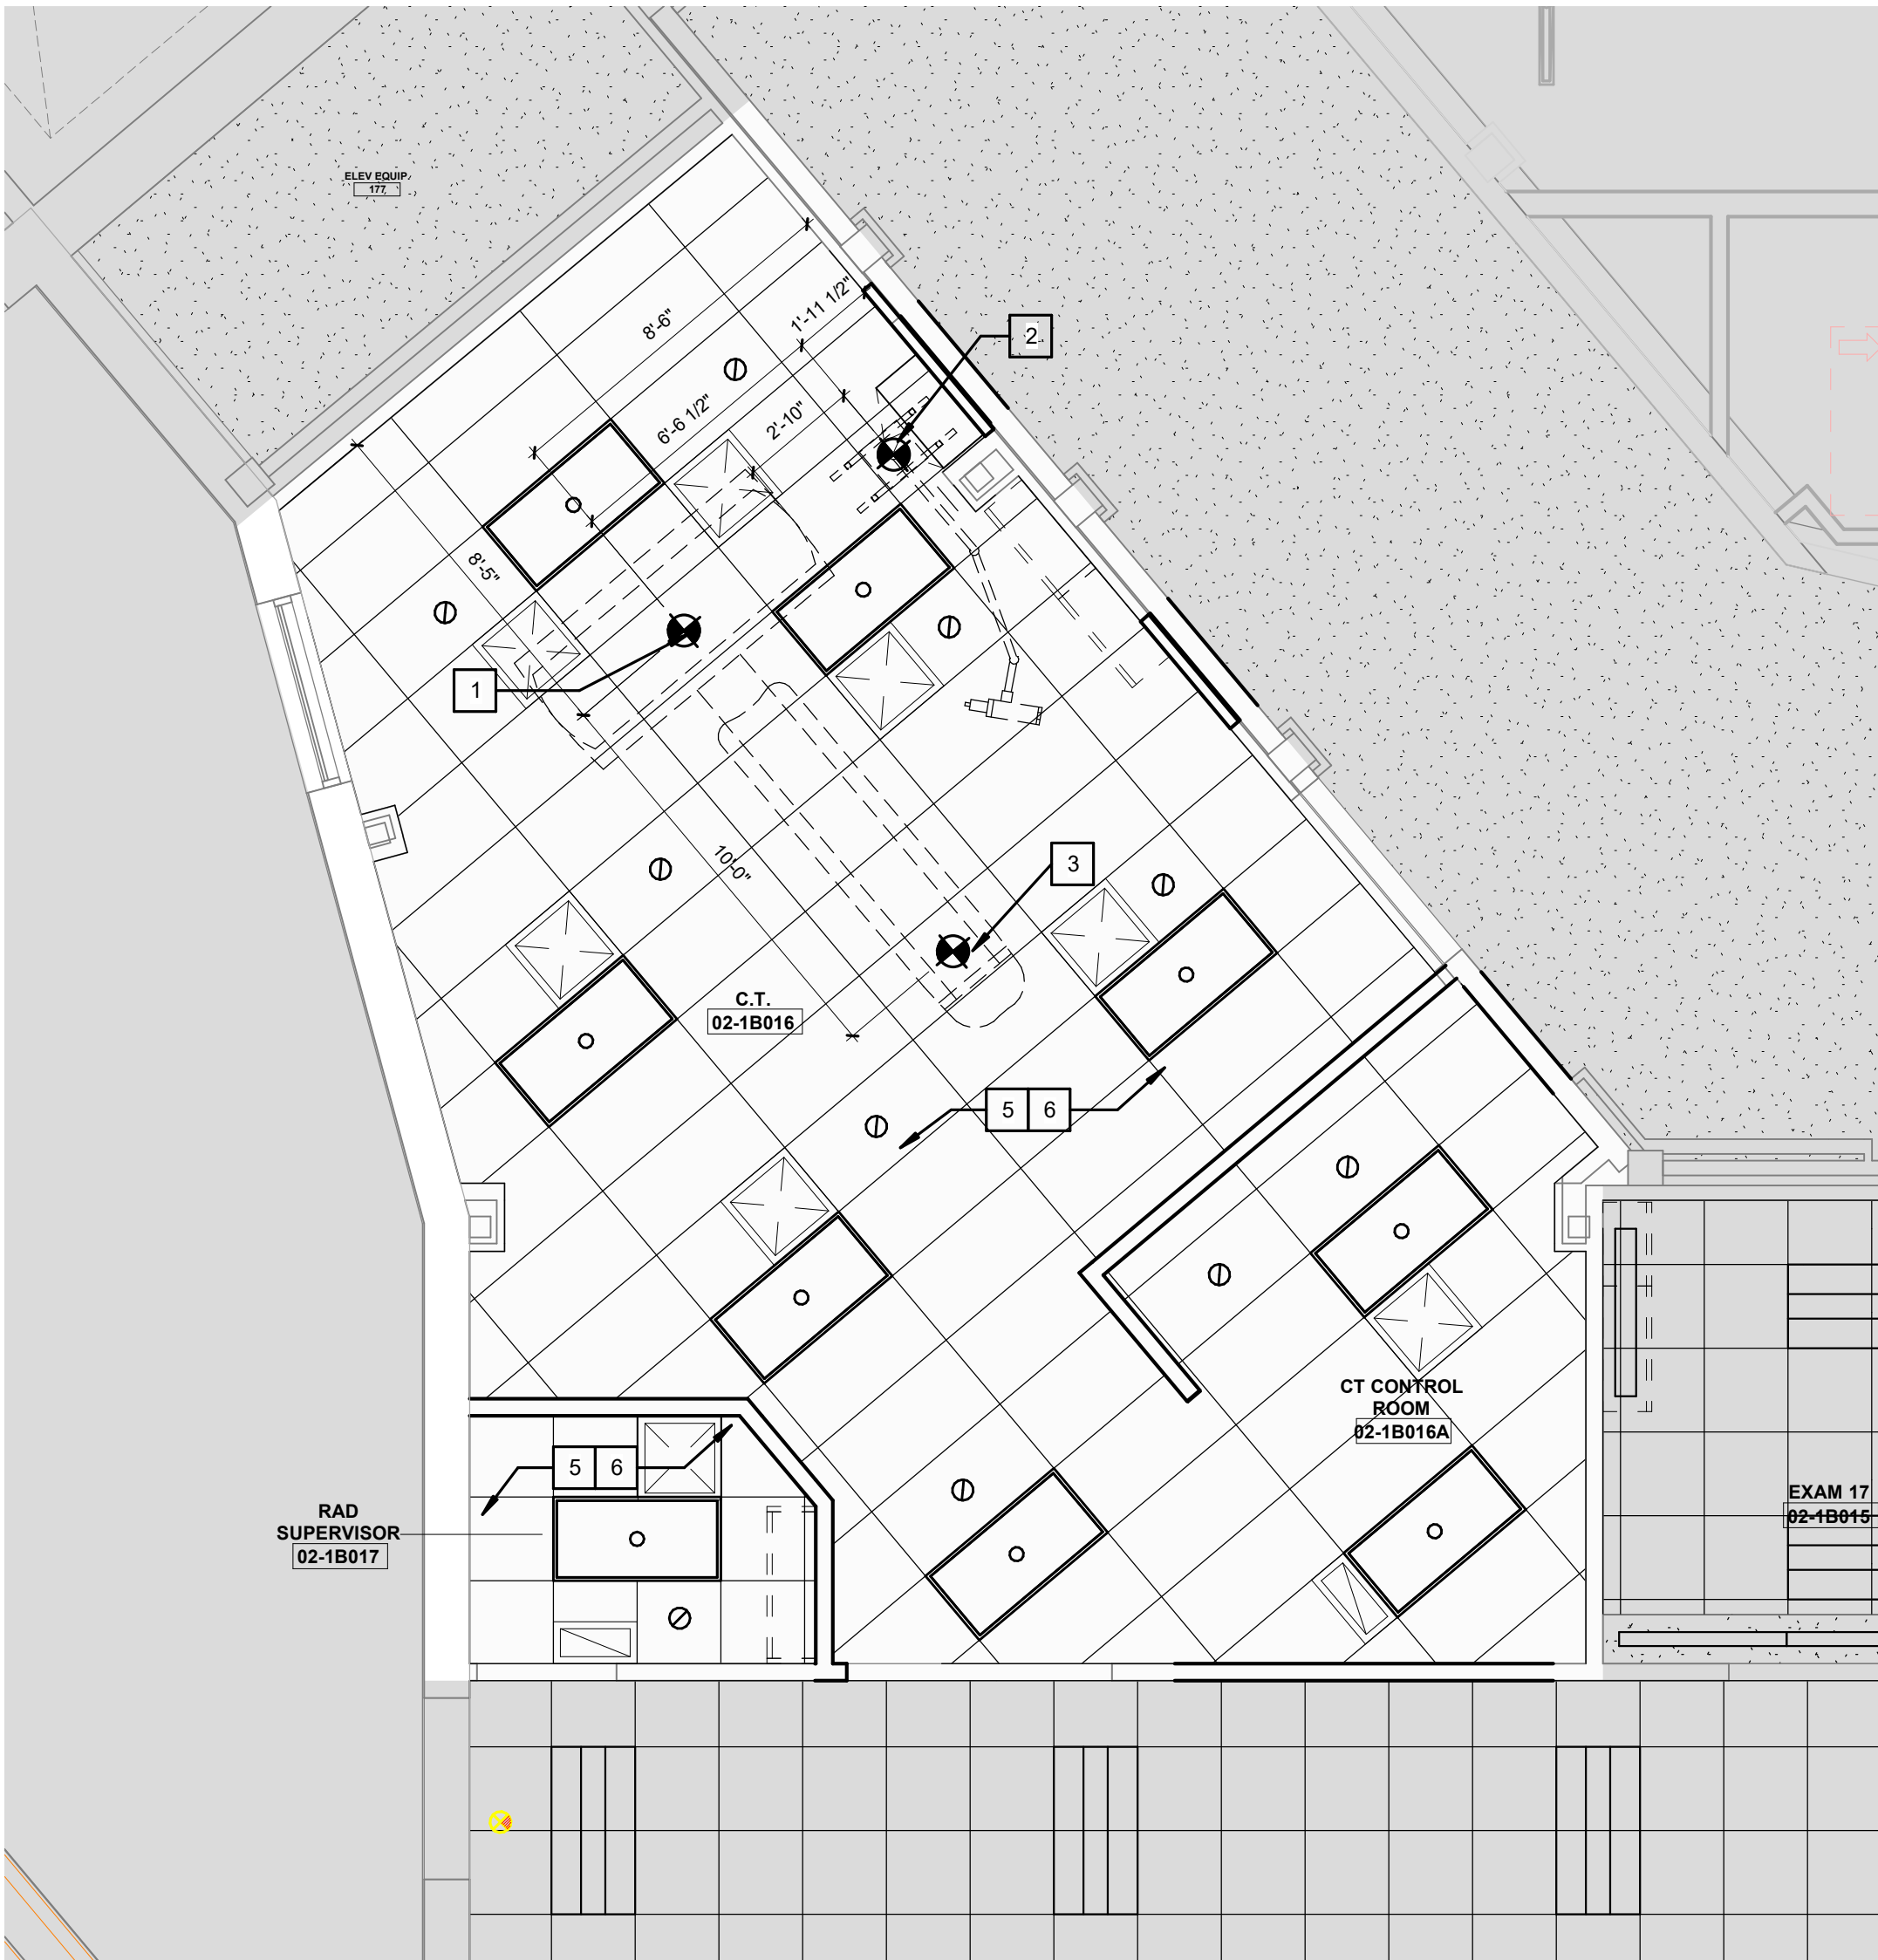 ELEV EQUIP.
177
8'-6"
1'-11 1/2"
2
6'-6 1/2"
2'-10"
8'-5"
1
10'-0"
3
C.T.
02-1B016
5 6
CT CONTROL
ROOM
02-1B016A
5 6
RAD
SUPERVISOR
02-1B017
EXAM 17
02-1B015